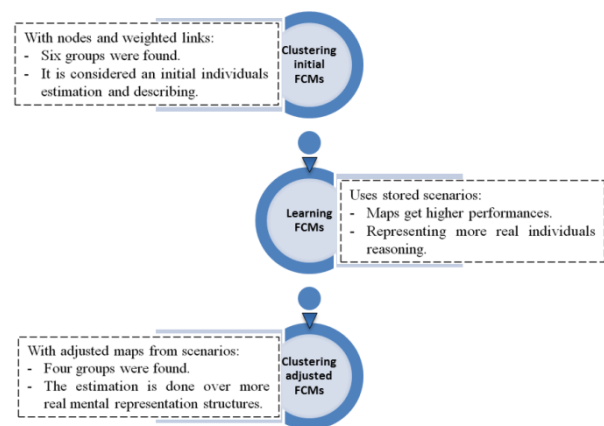 With nodes and weighted links:
- Six groups were found.
- It is considered an initial individuals
estimation and describing.
Clustering
initial
FCMs
Learning
FCMs
Uses stored scenarios:
- Maps get higher performances.
- Representing more real individuals
reasoning.
With adjusted maps from scenarios:
- Four groups were found.
- The estimation is done over more
real mental representation structures.
Clustering
adjusted
FCMs